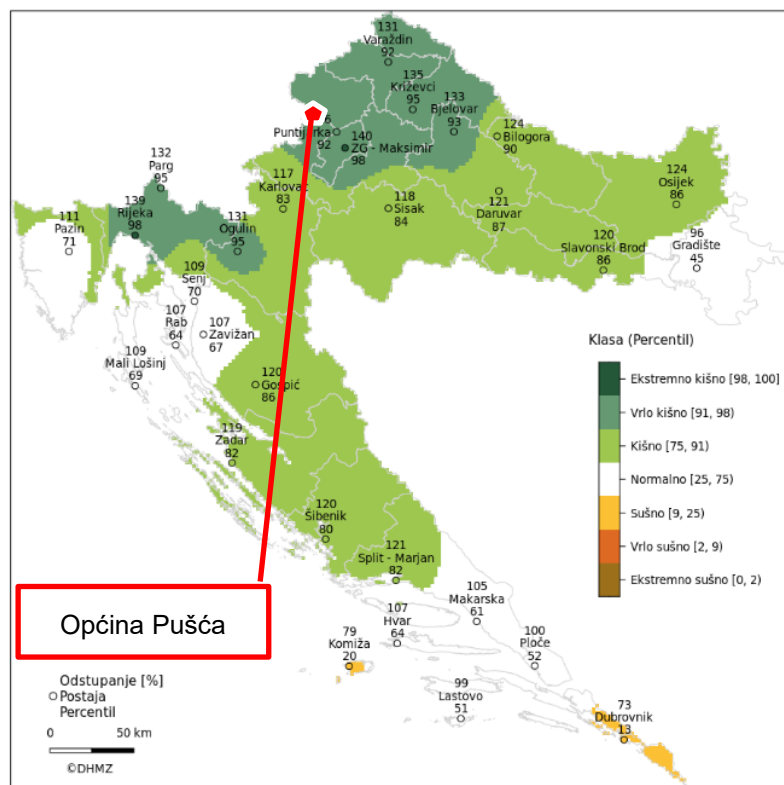 131
Varaždin
92
135
Križevci
95
133
Bjelovar
93
6
Puntijarka
92
140
ZG - Maksimir
98
124
Bilogora
90
132
Parg
95
117
Karlovac
83
118
Sisak
84
121
Daruvar
87
124
Osijek
86
139
Rijeka
98
131
Ogulin
95
111
Pazin
71
120
Slavonski Brod
86
96
Gradište
45
109
Senj
70
107
Rab
64
107
Zavižan
67
109
Mali Lošinj
69
120
Gospić
86
119
Zadar
82
120
Šibenik
80
121
Split - Marjan
82
105
Makarska
61
107
Hvar
64
100
Ploče
52
79
Komiža
20
99
Lastovo
51
73
Dubrovnik
13
Klasa (Percentil)
Ekstremno kišno [98, 100]
Vrlo kišno [91, 98)
Kišno [75, 91)
Normalno [25, 75)
Sušno [9, 25)
Vrlo sušno [2, 9)
Ekstremno sušno [0, 2)
Općina Pušća
Odstupanje [%]
Postaja
Percentil
0 50 km
©DHMZ